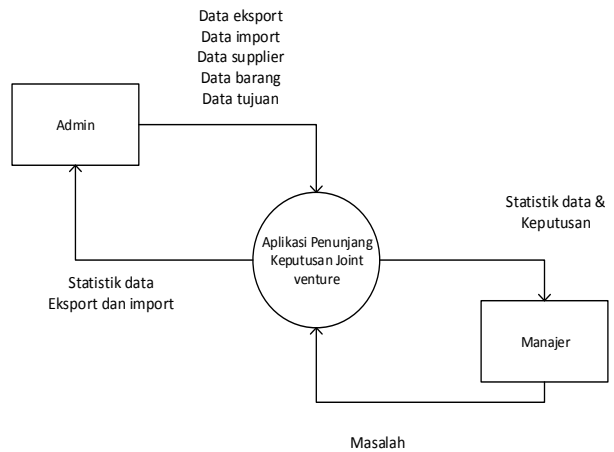 Data eksport
Data import
Data supplier
Data barang
Data tujuan
Admin
Statistik data &
Keputusan
Aplikasi Penunjang
Keputusan Joint
venture
Statistik data
Eksport dan import
Manajer
Masalah